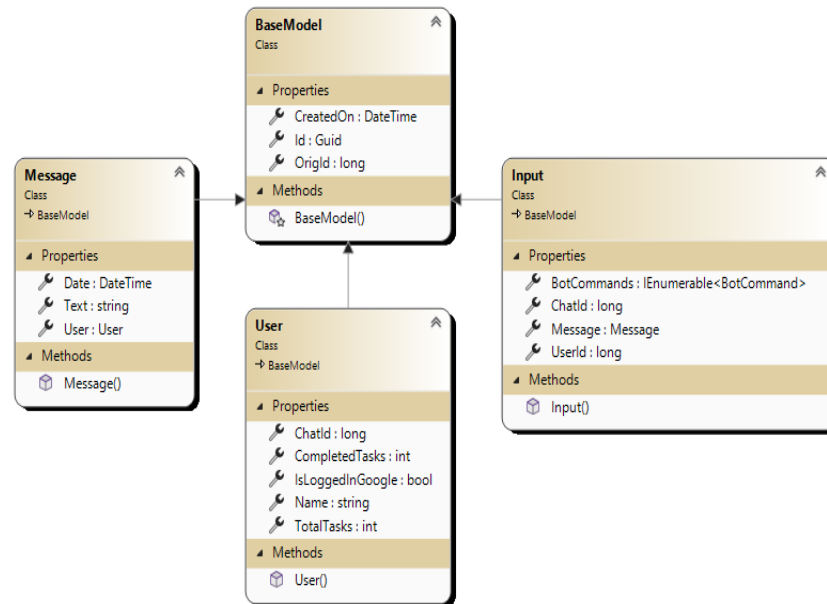 BaseModel
Class
Properties
CreatedOn : DateTime
Id : Guid
OrigId : long
Methods
BaseModel()
Message
Class
BaseModel
Properties
Date : DateTime
Text : string
User : User
Methods
Message()
Input
Class
BaseModel
Properties
BotCommands : IEnumerable<BotCommand>
ChatId : long
Message : Message
UserId : long
Methods
Input()
User
Class
BaseModel
Properties
ChatId : long
CompletedTasks : int
IsLoggedInGoogle : bool
Name : string
TotalTasks : int
Methods
User()